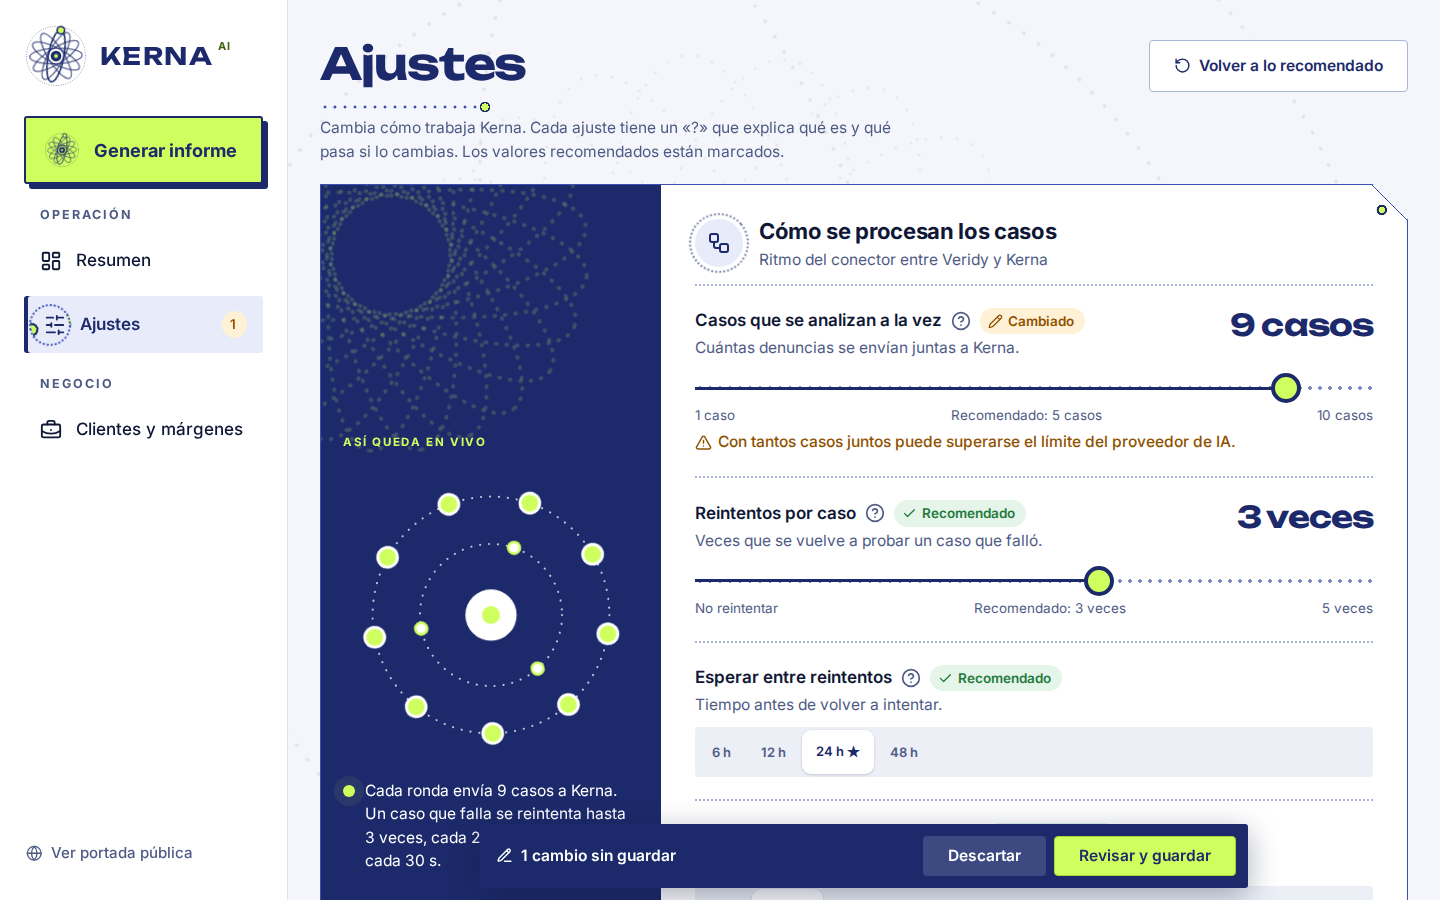 KERNA AI
Generar informe
OPERACIÓN
Resumen
Ajustes
1
NEGOCIO
Clientes y márgenes
Ver portada pública
Ajustes
Cambia cómo trabaja Kerna. Cada ajuste tiene un «?» que explica qué es y qué
pasa si lo cambias. Los valores recomendados están marcados.
Volver a lo recomendado
ASÍ QUEDA EN VIVO
Cada ronda envía 9 casos a Kerna.
Un caso que falla se reintenta hasta
3 veces, cada 2
cada 30 s.
Cómo se procesan los casos
Ritmo del conector entre Veridy y Kerna
Casos que se analizan a la vez
?
Cambiado
9 casos
Cuántas denuncias se envían juntas a Kerna.
1 caso
Recomendado: 5 casos
10 casos
Con tantos casos juntos puede superarse el límite del proveedor de IA.
Reintentos por caso
?
Recomendado
3 veces
Veces que se vuelve a probar un caso que falló.
No reintentar
Recomendado: 3 veces
5 veces
Esperar entre reintentos
?
Recomendado
Tiempo antes de volver a intentar.
6 h
12 h
24 h ★
48 h
1 cambio sin guardar
Descartar
Revisar y guardar